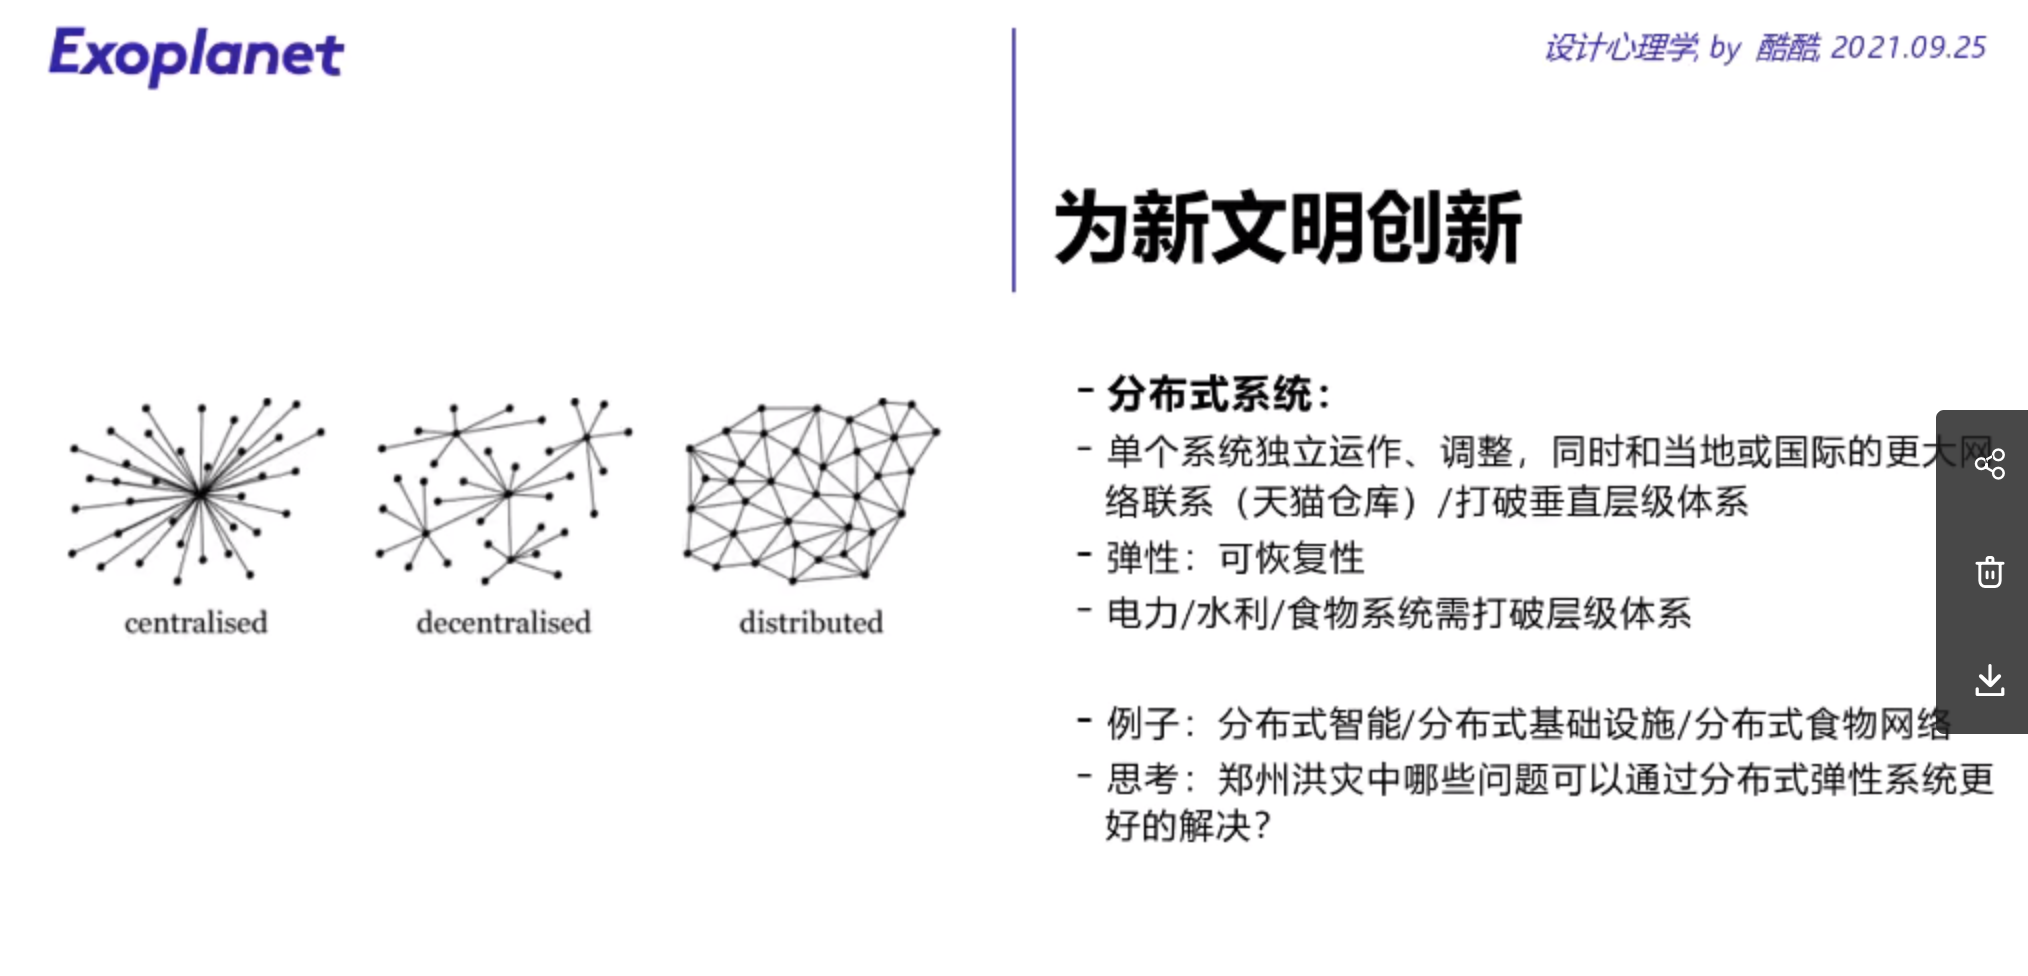 Exoplanet
设计心理学, by 酷酷, 2021.09.25
为新文明创新
centralised
decentralised
distributed
- 分布式系统：
- 单个系统独立运作、调整，同时和当地或国际的更大网
络联系（天猫仓库）/打破垂直层级体系
- 弹性：可恢复性
- 电力/水利/食物系统需打破层级体系
- 例子：分布式智能/分布式基础设施/分布式食物网络
- 思考：郑州洪灾中哪些问题可以通过分布式弹性系统更
好的解决？